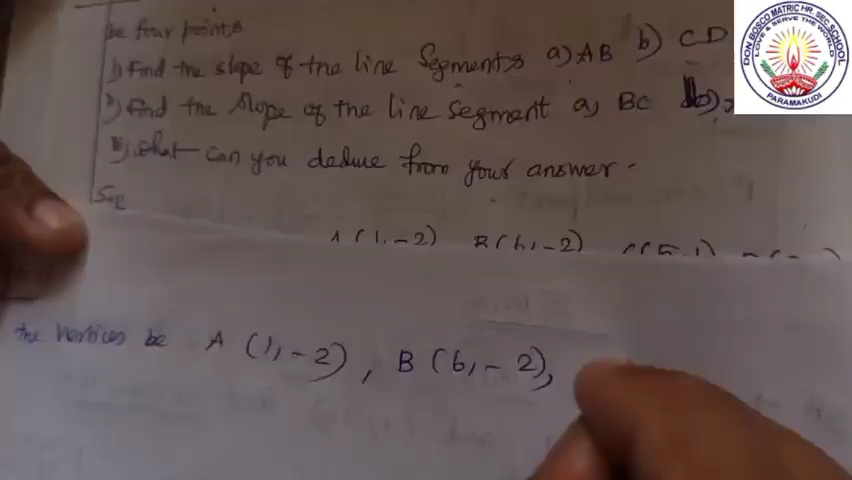 be four points
i) Find the slope of the line Segments a) AB b) CD
ii) Find the Slope of the line segment a) BC b)
iii) What can you deduce from your answer.
Sol
A (1, -2) B (6, -2)
the vertices be A (1, -2), B (6, -2),
DON BOSCO MATRIC HR. SEC SCHOOL
LOVE & SERVE THE WORLD
PARAMAKUDI